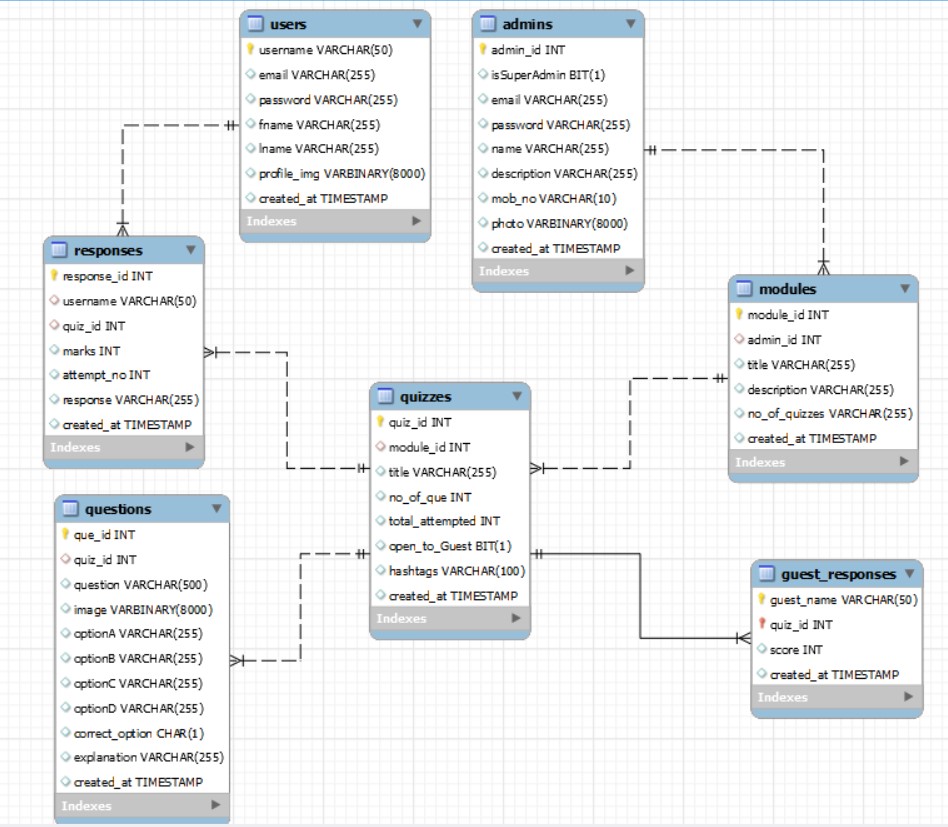 users
username VARCHAR(50)
email VARCHAR(255)
password VARCHAR(255)
fname VARCHAR(255)
lname VARCHAR(255)
profile_img VARBINARY(8000)
created_at TIMESTAMP
Indexes
admins
admin_id INT
isSuperAdmin BIT(1)
email VARCHAR(255)
password VARCHAR(255)
name VARCHAR(255)
description VARCHAR(255)
mob_no VARCHAR(10)
photo VARBINARY(8000)
created_at TIMESTAMP
Indexes
responses
response_id INT
username VARCHAR(50)
quiz_id INT
marks INT
attempt_no INT
response VARCHAR(255)
created_at TIMESTAMP
Indexes
modules
module_id INT
admin_id INT
title VARCHAR(255)
description VARCHAR(255)
no_of_quizzes VARCHAR(255)
created_at TIMESTAMP
Indexes
quizzes
quiz_id INT
module_id INT
title VARCHAR(255)
no_of_que INT
total_attempted INT
open_to_Guest BIT(1)
hashtags VARCHAR(100)
created_at TIMESTAMP
Indexes
questions
que_id INT
quiz_id INT
question VARCHAR(500)
image VARBINARY(8000)
optionA VARCHAR(255)
optionB VARCHAR(255)
optionC VARCHAR(255)
optionD VARCHAR(255)
correct_option CHAR(1)
explanation VARCHAR(255)
created_at TIMESTAMP
Indexes
guest_responses
guest_name VARCHAR(50)
quiz_id INT
score INT
created_at TIMESTAMP
Indexes